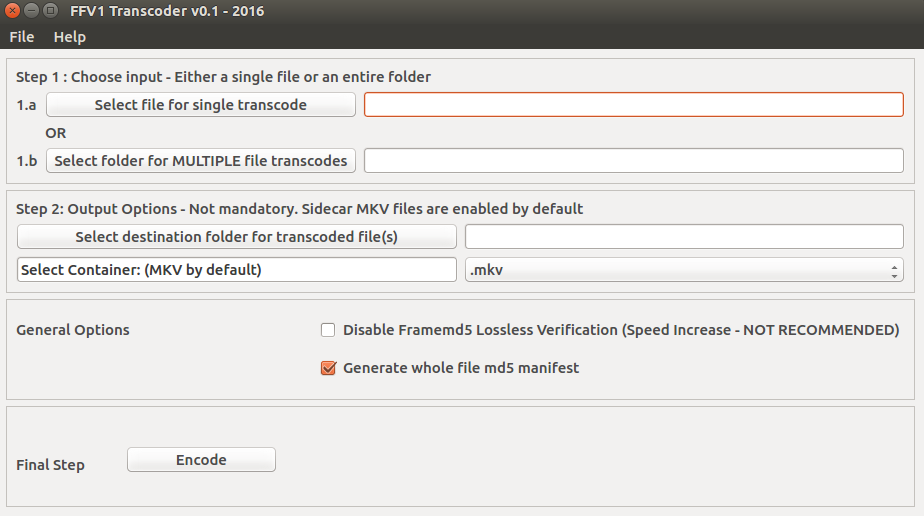 FFV1 Transcoder v0.1 - 2016
File Help
Step 1 : Choose input - Either a single file or an entire folder
1.a Select file for single transcode
OR
1.b Select folder for MULTIPLE file transcodes
Step 2: Output Options - Not mandatory. Sidecar MKV files are enabled by default
Select destination folder for transcoded file(s)
Select Container: (MKV by default) .mkv
General Options Disable Framemd5 Lossless Verification (Speed Increase - NOT RECOMMENDED)
Generate whole file md5 manifest
Final Step Encode